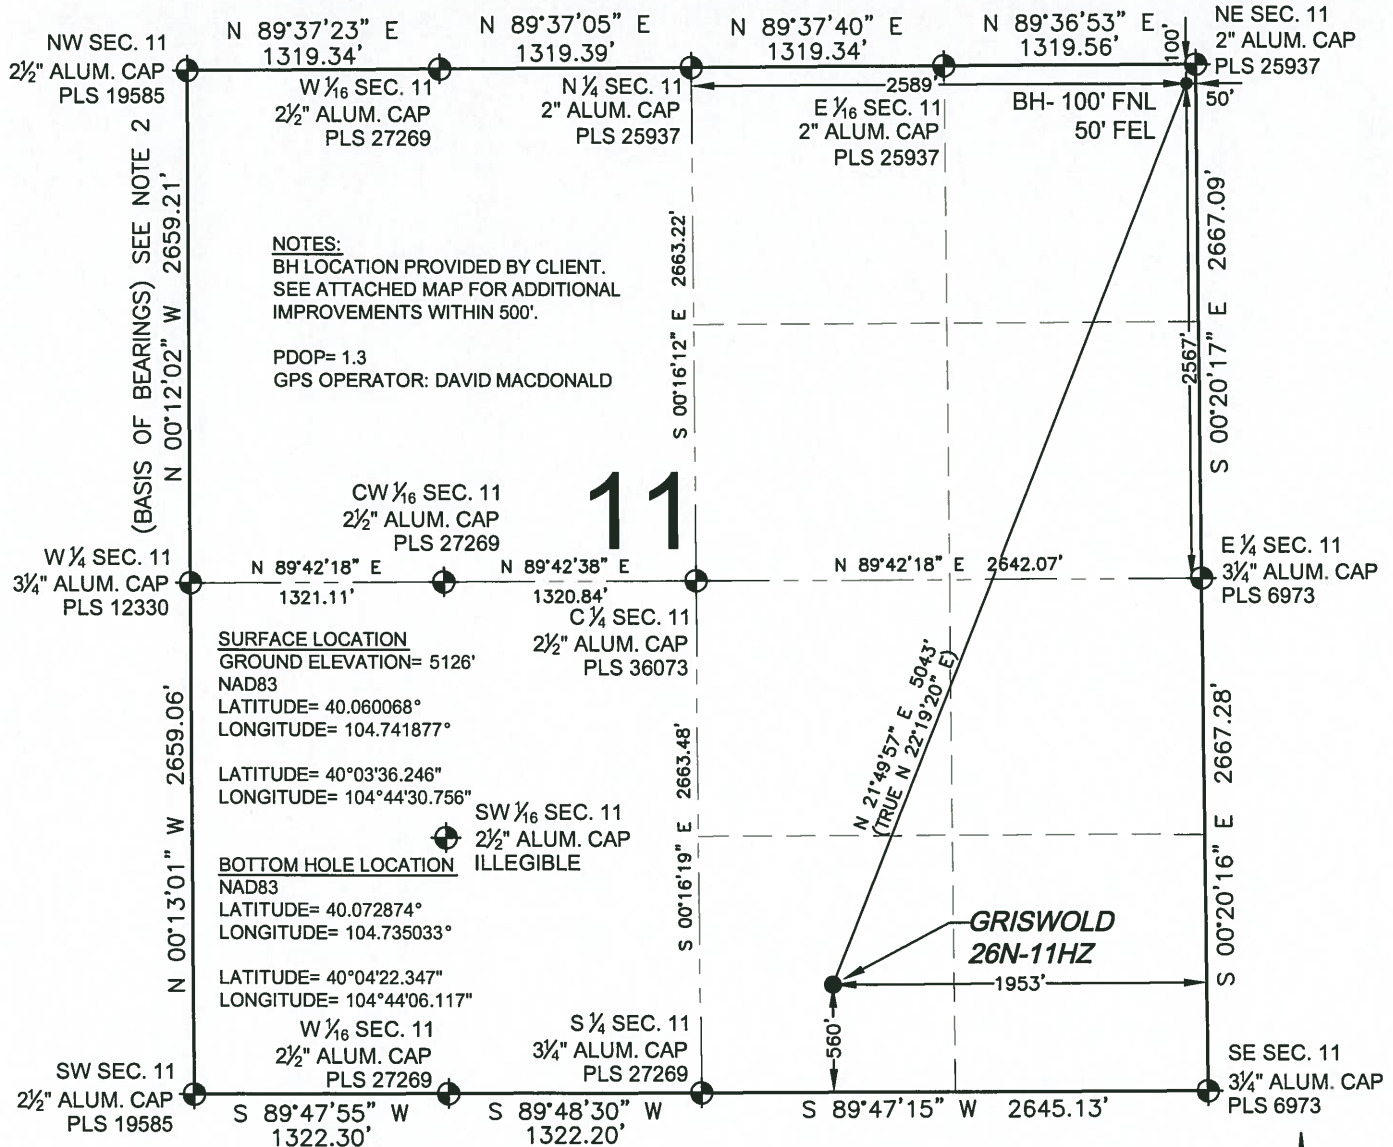 NW SEC. 11
2½" ALUM. CAP
PLS 19585
N 89°37'23" E
1319.34'
N 89°37'05" E
1319.39'
N 89°37'40" E
1319.34'
N 89°36'53" E
1319.56'
100'
NE SEC. 11
2" ALUM. CAP
PLS 25937
W 1/16 SEC. 11
2½" ALUM. CAP
PLS 27269
N ¼ SEC. 11
2" ALUM. CAP
PLS 25937
2589'
E 1/16 SEC. 11
2" ALUM. CAP
PLS 25937
BH- 100' FNL
50' FEL
50'
(BASIS OF BEARINGS) SEE NOTE 2
N 00°12'02" W 2659.21'
NOTES:
BH LOCATION PROVIDED BY CLIENT.
SEE ATTACHED MAP FOR ADDITIONAL
IMPROVEMENTS WITHIN 500'.
PDOP= 1.3
GPS OPERATOR: DAVID MACDONALD
S 00°16'12" E 2663.22'
2567'
S 00°20'17" E 2667.09'
11
CW 1/16 SEC. 11
2½" ALUM. CAP
PLS 27269
W ¼ SEC. 11
3¼" ALUM. CAP
PLS 12330
N 89°42'18" E
1321.11'
N 89°42'38" E
1320.84'
N 89°42'18" E 2642.07'
E ¼ SEC. 11
3¼" ALUM. CAP
PLS 6973
C ¼ SEC. 11
2½" ALUM. CAP
PLS 36073
SURFACE LOCATION
GROUND ELEVATION= 5126'
NAD83
LATITUDE= 40.060068°
LONGITUDE= 104.741877°
LATITUDE= 40°03'36.246"
LONGITUDE= 104°44'30.756"
N 21°49'57" E 5043'
(TRUE N 22°19'20" E)
SW 1/16 SEC. 11
2½" ALUM. CAP
ILLEGIBLE
N 00°13'01" W 2659.06'
S 00°16'19" E 2663.48'
S 00°20'16" E 2667.28'
BOTTOM HOLE LOCATION
NAD83
LATITUDE= 40.072874°
LONGITUDE= 104.735033°
LATITUDE= 40°04'22.347"
LONGITUDE= 104°44'06.117"
GRISWOLD
26N-11HZ
1953'
560'
W 1/16 SEC. 11
2½" ALUM. CAP
PLS 27269
S ¼ SEC. 11
3¼" ALUM. CAP
PLS 27269
SW SEC. 11
2½" ALUM. CAP
PLS 19585
S 89°47'55" W
1322.30'
S 89°48'30" W
1322.20'
S 89°47'15" W 2645.13'
SE SEC. 11
3¼" ALUM. CAP
PLS 6973